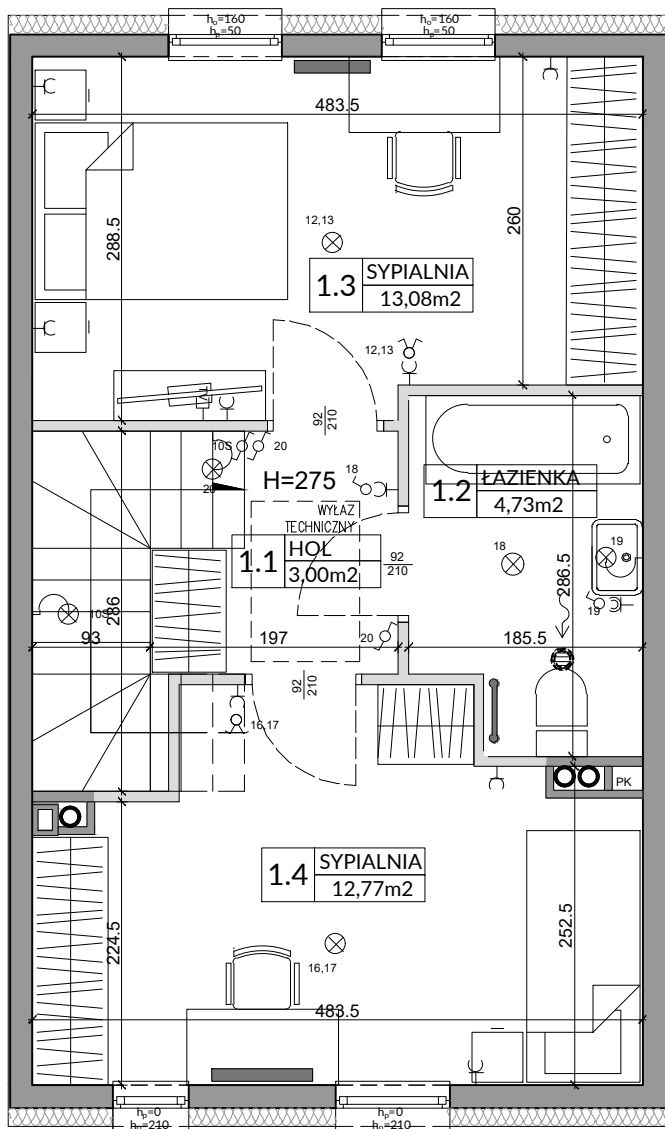 h₀=160
hₚ=50
h₀=160
hₚ=50
483.5
288.5
260
12,13
1.3 SYPIALNIA
13,08m2
12,13
92
210
10S
20
20
H=275
18
WYŁAZ
TECHNICZNY
1.2 ŁAZIENKA
4,73m2
1.1 HOL
3,00m2
92
210
18
19
286.5
19
286
10S
93
197
20
185.5
92
210
16,17
PK
1.4 SYPIALNIA
12,77m2
224.5
252.5
16,17
483.5
hₚ=0
h₀=210
hₚ=0
h₀=210